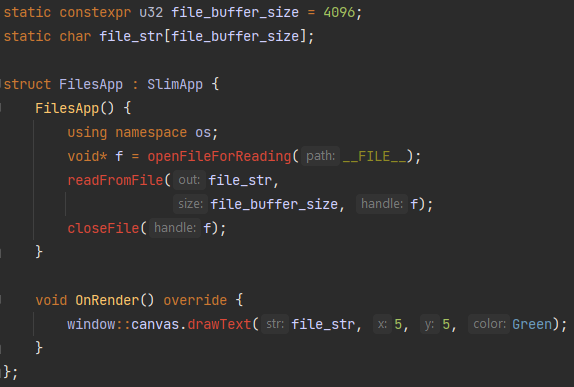 static constexpr u32 file_buffer_size = 4096;
static char file_str[file_buffer_size];

struct FilesApp : SlimApp {
    FilesApp() {
        using namespace os;
        void* f = openFileForReading( path: __FILE__);
        readFromFile( out: file_str,
                      size: file_buffer_size, handle: f);
        closeFile( handle: f);
    }

    void OnRender() override {
        window::canvas.drawText( str: file_str, x: 5, y: 5, color: Green);
    }
};